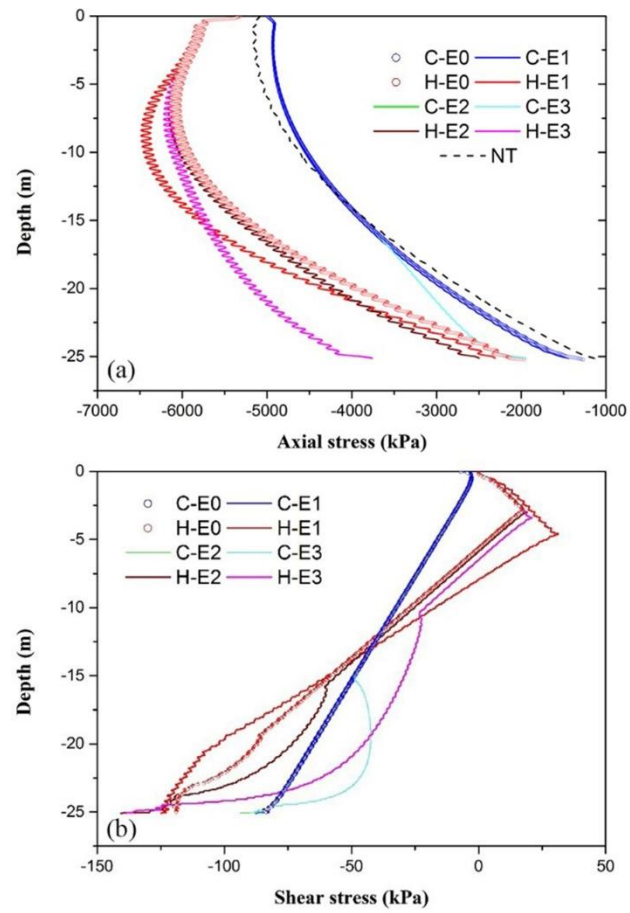 0
-5
-10
-15
-20
-25
Depth (m)
C-E0 C-E1
H-E0 H-E1
C-E2 C-E3
H-E2 H-E3
NT
(a)
-7000 -6000 -5000 -4000 -3000 -2000 -1000
Axial stress (kPa)
0
-5
-10
-15
-20
-25
Depth (m)
C-E0 C-E1
H-E0 H-E1
C-E2 C-E3
H-E2 H-E3
(b)
-150 -100 -50 0 50
Shear stress (kPa)